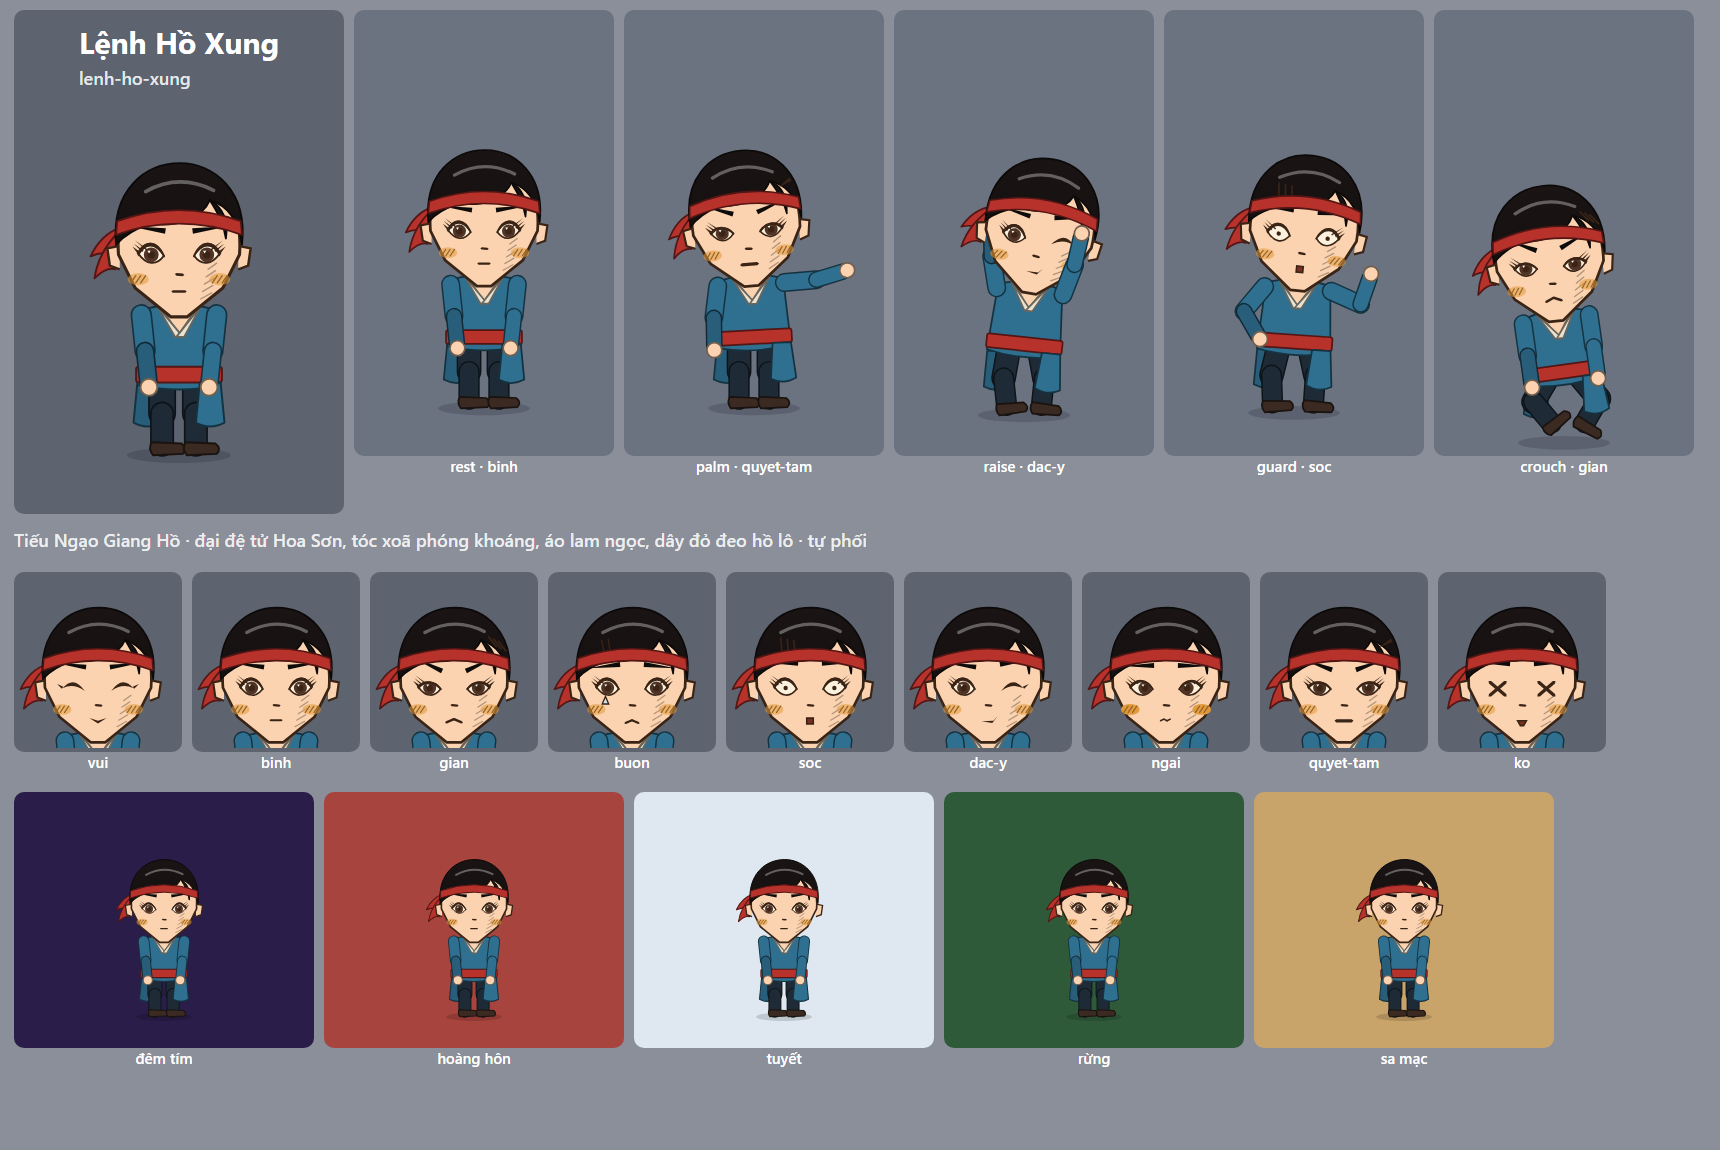 Lệnh Hồ Xung
lenh-ho-xung
rest · binh
palm · quyet-tam
raise · dac-y
guard · soc
crouch · gian
Tiếu Ngạo Giang Hồ · đại đệ tử Hoa Sơn, tóc xoã phóng khoáng, áo lam ngọc, dây đỏ đeo hồ lô · tự phối
vui
binh
gian
buon
soc
dac-y
ngai
quyet-tam
ko
đêm tím
hoàng hôn
tuyết
rừng
sa mạc